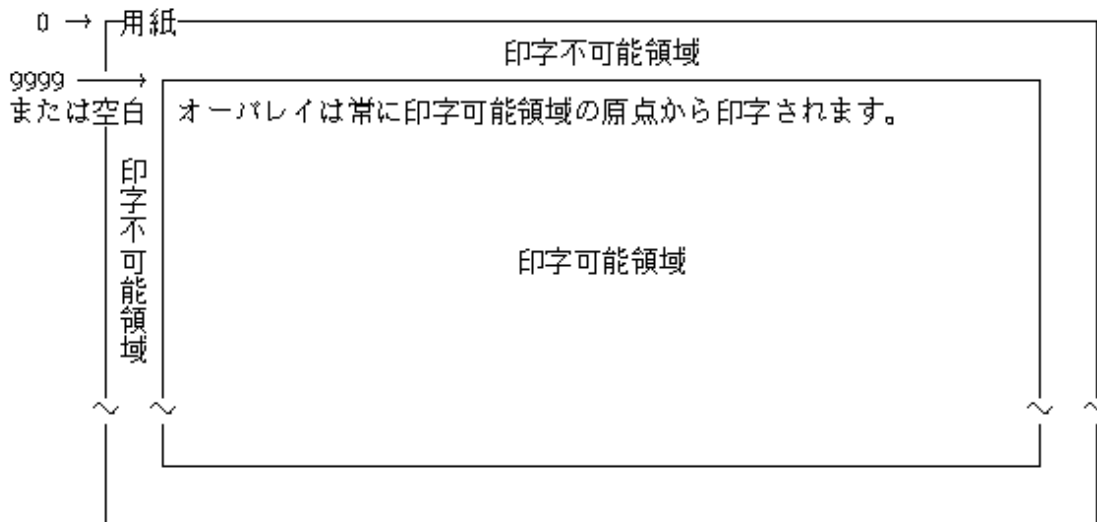 0 → 用紙
印字不可能領域
9999 →
または空白
オーバレイは常に印字可能領域の原点から印字されます。
印字不可能領域
印字可能領域